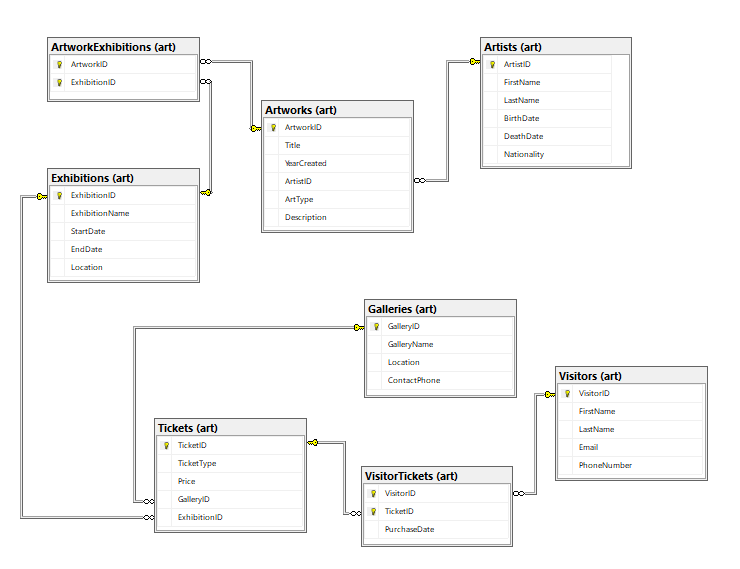 ArtworkExhibitions (art)
ArtworkID
ExhibitionID
Artists (art)
ArtistID
FirstName
LastName
BirthDate
DeathDate
Nationality
Artworks (art)
ArtworkID
Title
YearCreated
ArtistID
ArtType
Description
Exhibitions (art)
ExhibitionID
ExhibitionName
StartDate
EndDate
Location
Galleries (art)
GalleryID
GalleryName
Location
ContactPhone
Visitors (art)
VisitorID
FirstName
LastName
Email
PhoneNumber
Tickets (art)
TicketID
TicketType
Price
GalleryID
ExhibitionID
VisitorTickets (art)
VisitorID
TicketID
PurchaseDate